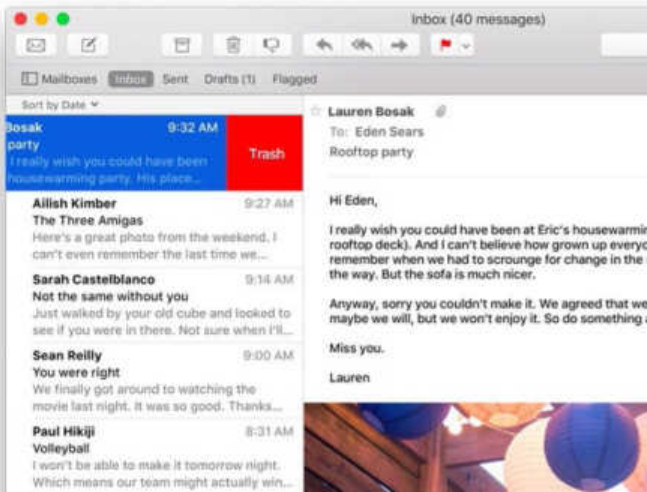 Inbox (40 messages)
Mailboxes Inbox Sent Drafts (1) Flagged
Sort by Date
Bosak 9:32 AM
party
I really wish you could have been
housewarming party. His place...
Trash
Ailish Kimber 9:27 AM
The Three Amigas
Here's a great photo from the weekend. I
can't even remember the last time we...
Sarah Castelblanco 9:14 AM
Not the same without you
Just walked by your old cube and looked to
see if you were in there. Not sure when I'll...
Sean Reilly 9:00 AM
You were right
We finally got around to watching the
movie last night. It was so good. Thanks...
Paul Hikiji 8:31 AM
Volleyball
I won't be able to make it tomorrow night.
Which means our team might actually win...
Lauren Bosak
To: Eden Sears
Rooftop party
Hi Eden,
I really wish you could have been at Eric's housewarmin
rooftop deck). And I can't believe how grown up everyo
remember when we had to scrounge for change in the
the way. But the sofa is much nicer.
Anyway, sorry you couldn't make it. We agreed that we
maybe we will, but we won't enjoy it. So do something
Miss you.
Lauren